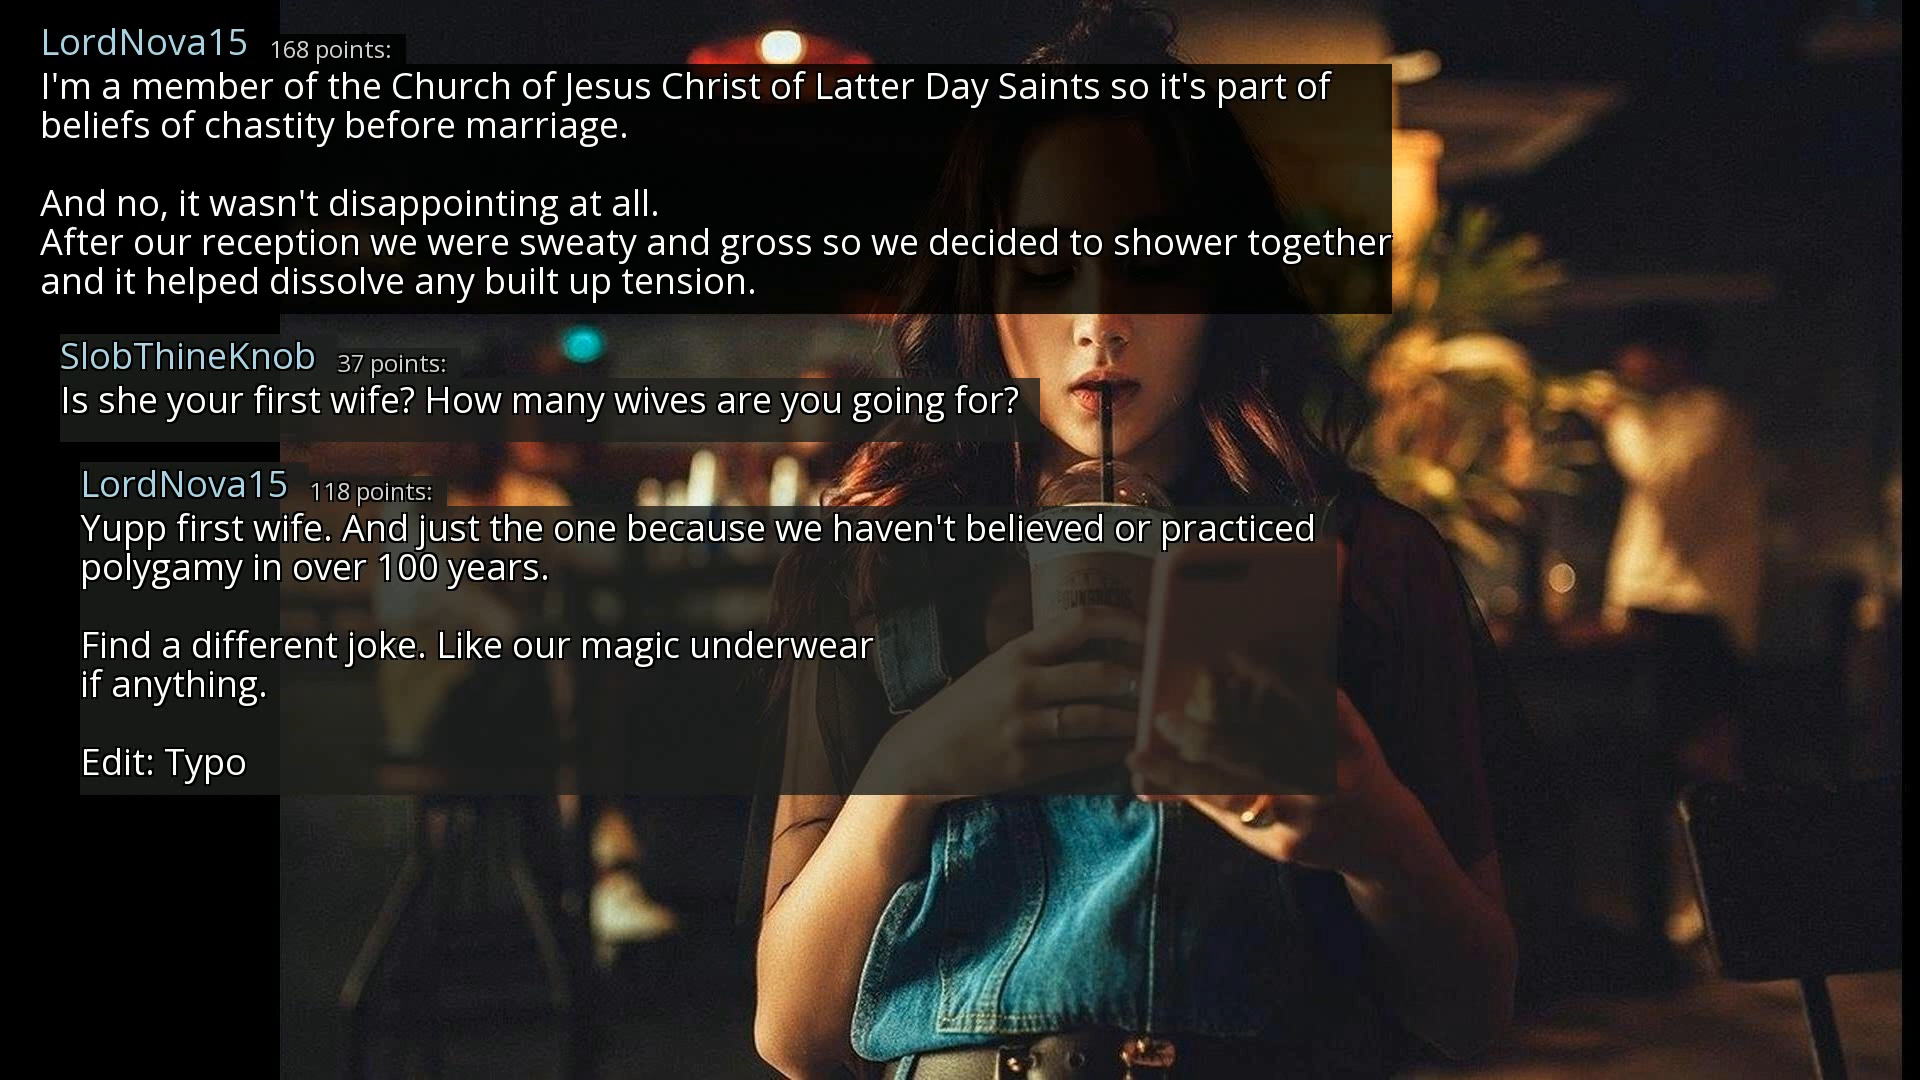 LordNova15 168 points:
I'm a member of the Church of Jesus Christ of Latter Day Saints so it's part of
beliefs of chastity before marriage.
And no, it wasn't disappointing at all.
After our reception we were sweaty and gross so we decided to shower together
and it helped dissolve any built up tension.
SlobThineKnob 37 points:
Is she your first wife? How many wives are you going for?
LordNova15 118 points:
Yupp first wife. And just the one because we haven't believed or practiced
polygamy in over 100 years.
Find a different joke. Like our magic underwear
if anything.
Edit: Typo